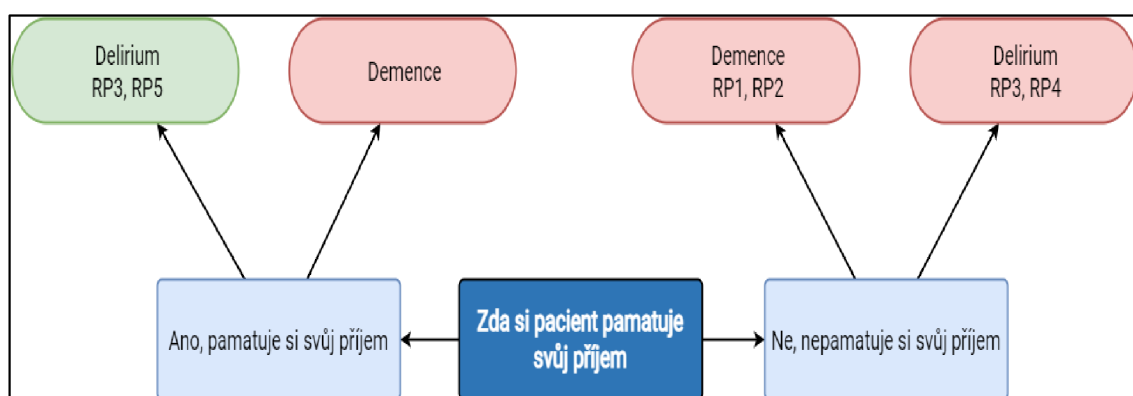 Delirium
RP3, RP5
Demence
Demence
RP1, RP2
Delirium
RP3, RP4
Ano, pamatuje si svůj příjem
Zda si pacient pamatuje
svůj příjem
Ne, nepamatuje si svůj příjem